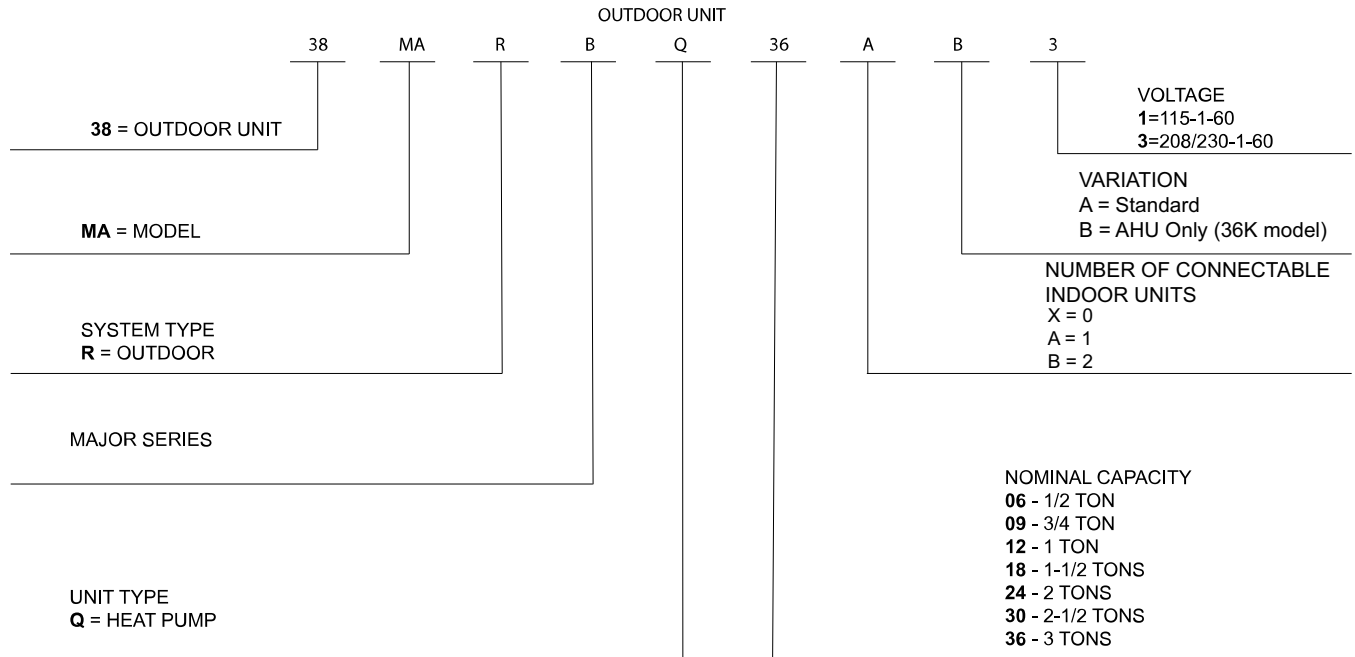 OUTDOOR UNIT
38 MA R B Q 36 A B 3
38 = OUTDOOR UNIT
MA = MODEL
SYSTEM TYPE
R = OUTDOOR
MAJOR SERIES
UNIT TYPE
Q = HEAT PUMP
VOLTAGE
1=115-1-60
3=208/230-1-60
VARIATION
A = Standard
B = AHU Only (36K model)
NUMBER OF CONNECTABLE
INDOOR UNITS
X = 0
A = 1
B = 2
NOMINAL CAPACITY
06 - 1/2 TON
09 - 3/4 TON
12 - 1 TON
18 - 1-1/2 TONS
24 - 2 TONS
30 - 2-1/2 TONS
36 - 3 TONS